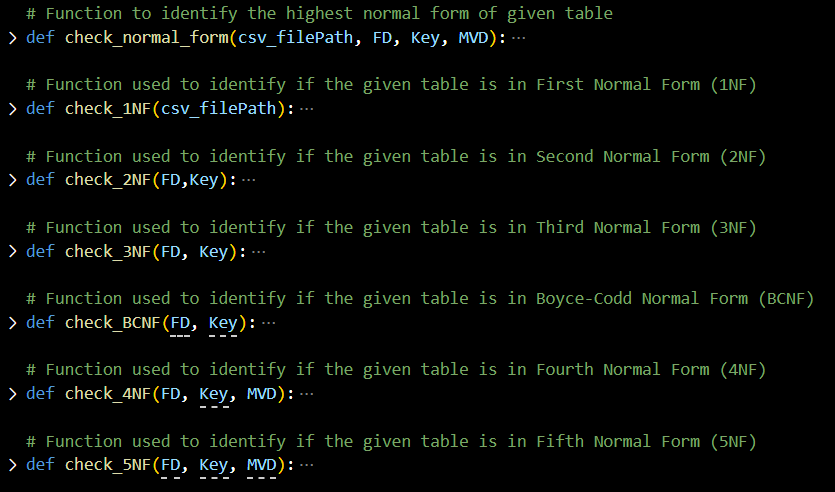 # Function to identify the highest normal form of given table
> def check_normal_form(csv_filePath, FD, Key, MVD): ···
# Function used to identify if the given table is in First Normal Form (1NF)
> def check_1NF(csv_filePath): ···
# Function used to identify if the given table is in Second Normal Form (2NF)
> def check_2NF(FD,Key): ···
# Function used to identify if the given table is in Third Normal Form (3NF)
> def check_3NF(FD, Key): ···
# Function used to identify if the given table is in Boyce-Codd Normal Form (BCNF)
> def check_BCNF(FD, Key): ···
# Function used to identify if the given table is in Fourth Normal Form (4NF)
> def check_4NF(FD, Key, MVD): ···
# Function used to identify if the given table is in Fifth Normal Form (5NF)
> def check_5NF(FD, Key, MVD): ···